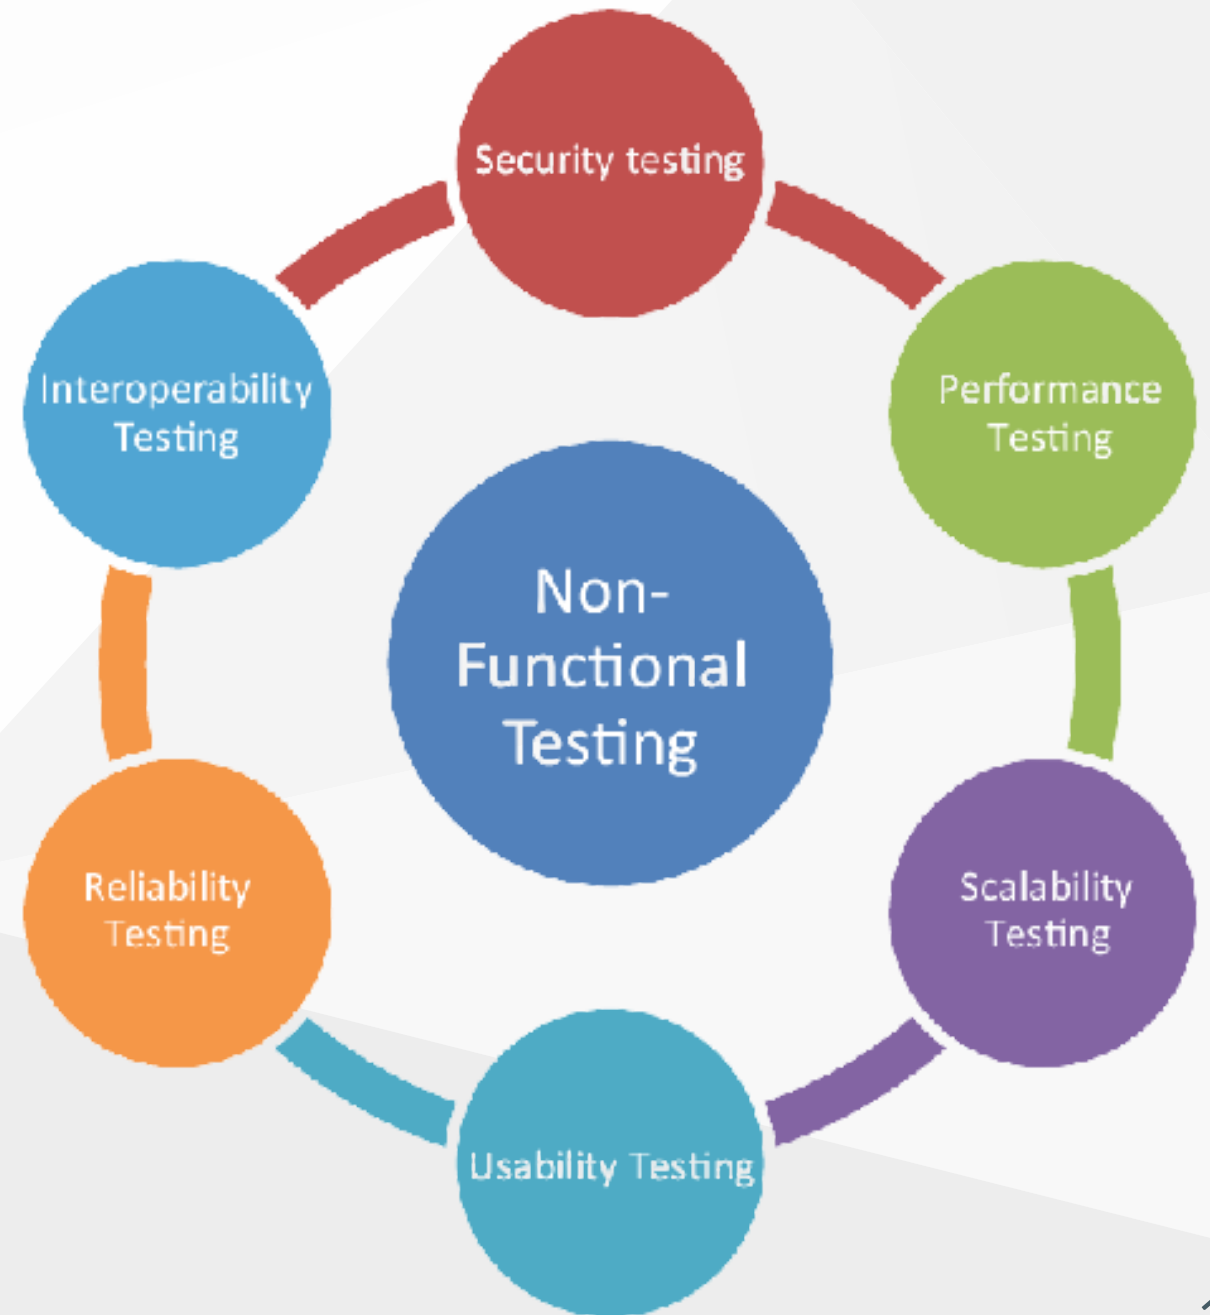 Security testing
Interoperability
Testing
Performance
Testing
Non-
Functional
Testing
Reliability
Testing
Scalability
Testing
Usability Testing